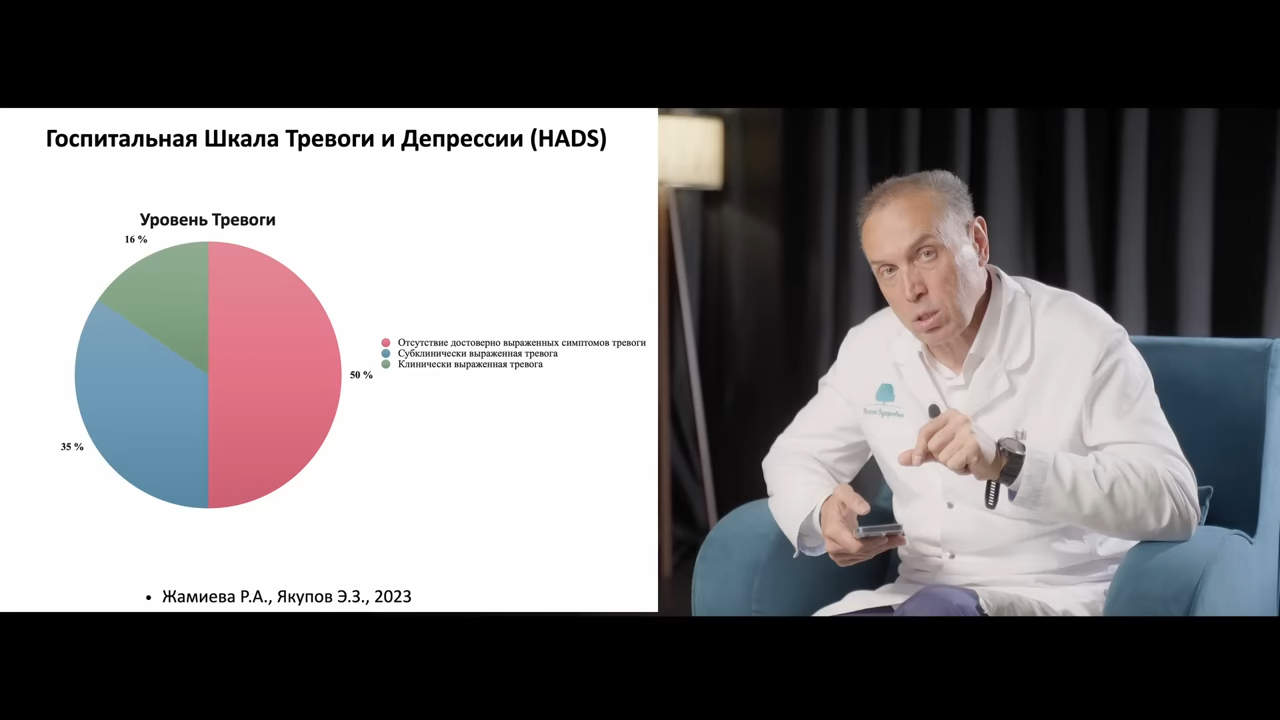 Госпитальная Шкала Тревоги и Депрессии (HADS)
Уровень Тревоги
16 %
35 %
50 %
Отсутствие достоверно выраженных симптомов тревоги
Субклинически выраженная тревога
Клинически выраженная тревога
• Жамиева Р.А., Якупов Э.З., 2023